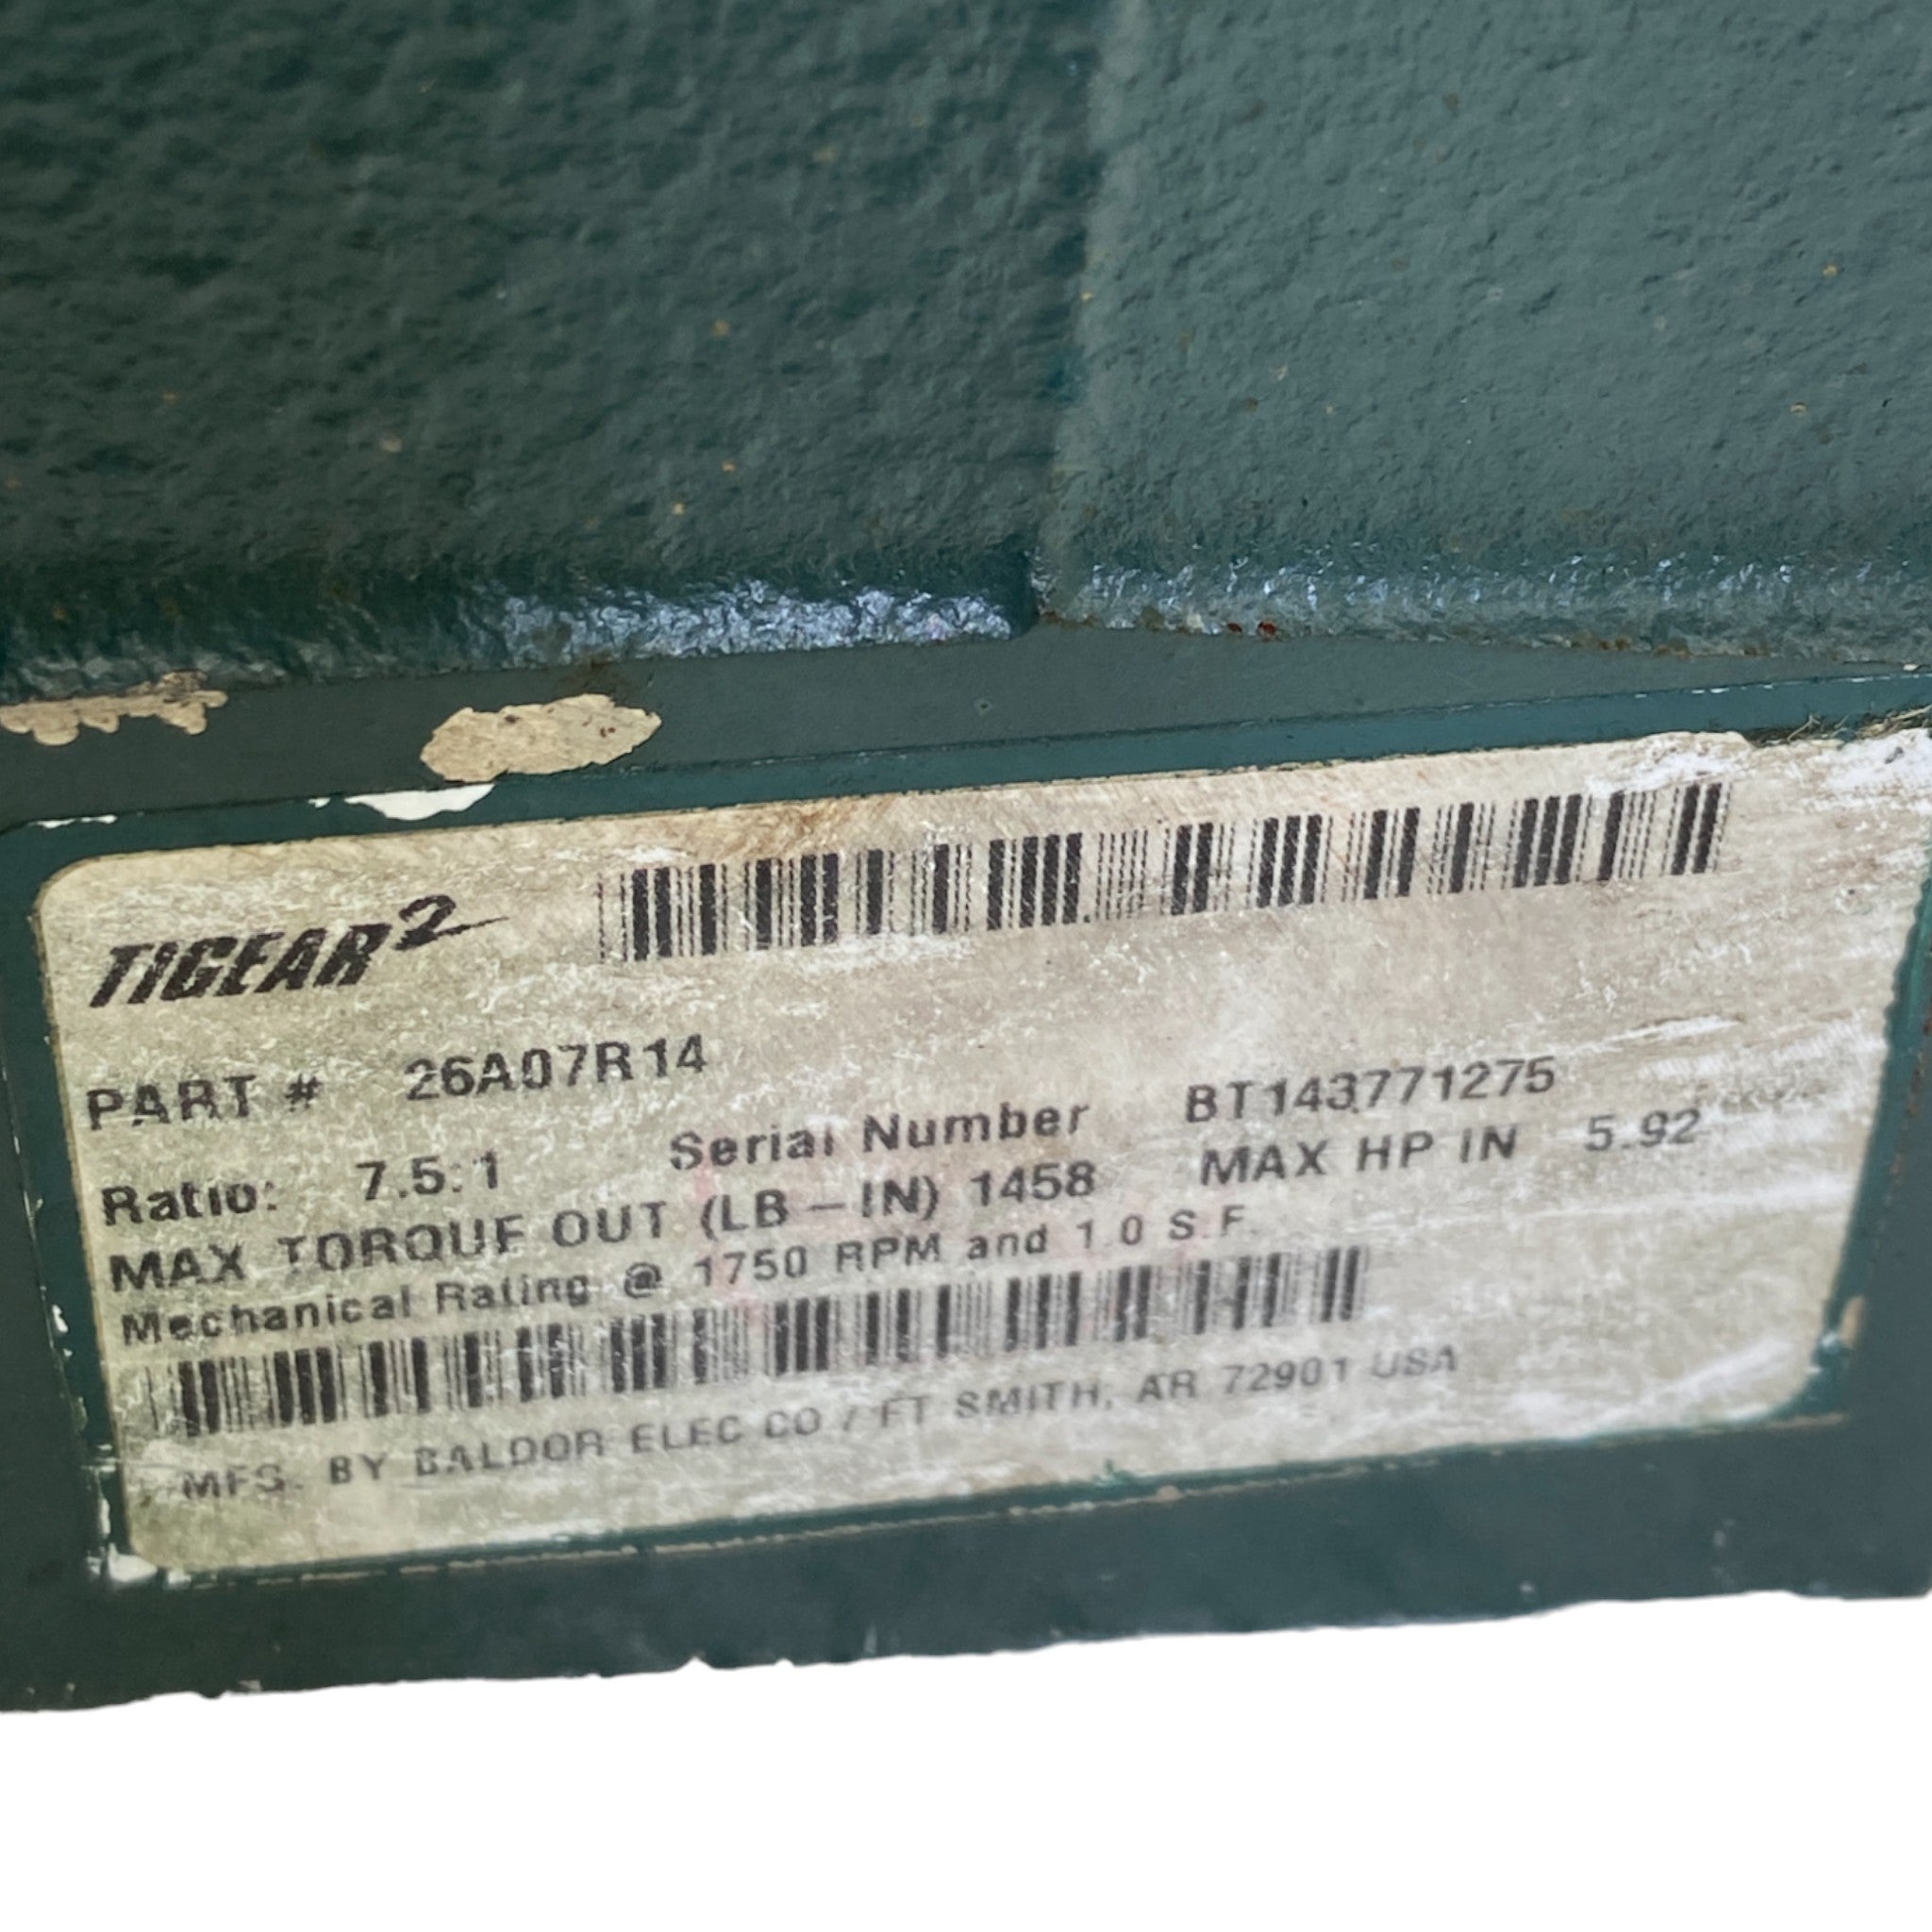 TIGEAR2
PART # 26A07R14
Ratio: 7.5:1 Serial Number BT143771275
MAX TORQUE OUT (LB-IN) 1458 MAX HP IN 5.92
Mechanical Rating @ 1750 RPM and 1.0 S.F.
MFS. BY BALDOR ELEC CO / FT SMITH, AR 72901 USA